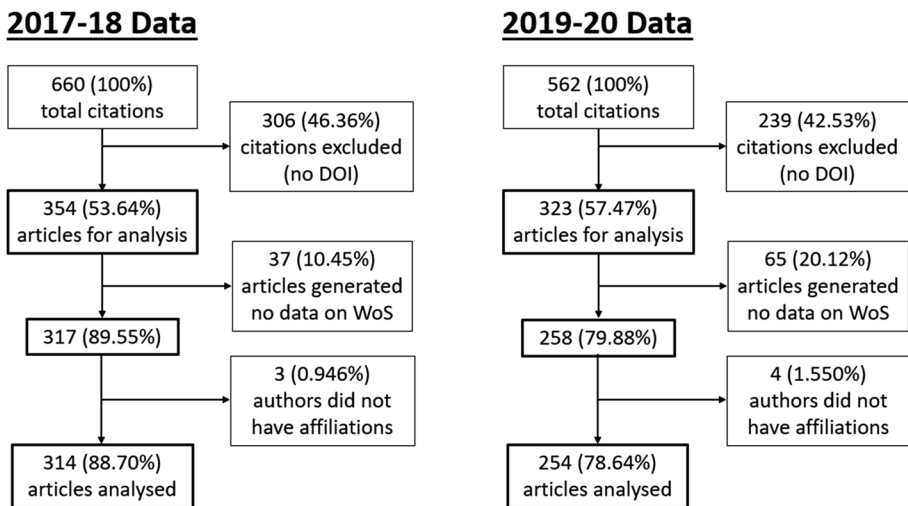 2017-18 Data
660 (100%)
total citations
306 (46.36%)
citations excluded
(no DOI)
354 (53.64%)
articles for analysis
37 (10.45%)
articles generated
no data on WoS
317 (89.55%)
3 (0.946%)
authors did not
have affiliations
314 (88.70%)
articles analysed
2019-20 Data
562 (100%)
total citations
239 (42.53%)
citations excluded
(no DOI)
323 (57.47%)
articles for analysis
65 (20.12%)
articles generated
no data on WoS
258 (79.88%)
4 (1.550%)
authors did not
have affiliations
254 (78.64%)
articles analysed